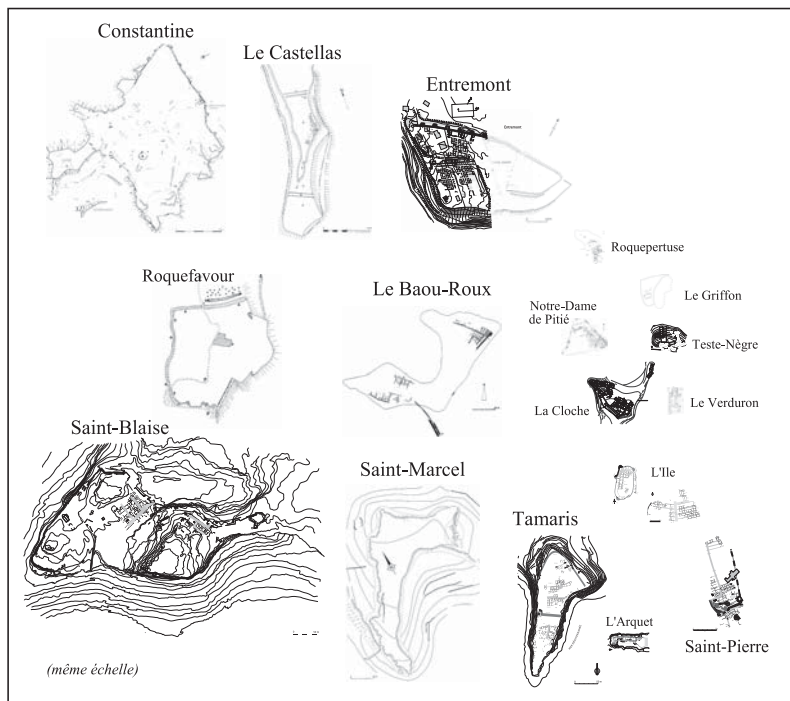 Constantine
Le Castellas
Entremont
Entremont
Roquepertuse
Roquefavour
Le Baou-Roux
Le Griffon
Notre-Dame
de Pitié
Teste-Nègre
La Cloche
Le Verduron
Saint-Blaise
Saint-Marcel
L'Ile
Tamaris
L'Arquet
Saint-Pierre
(même échelle)